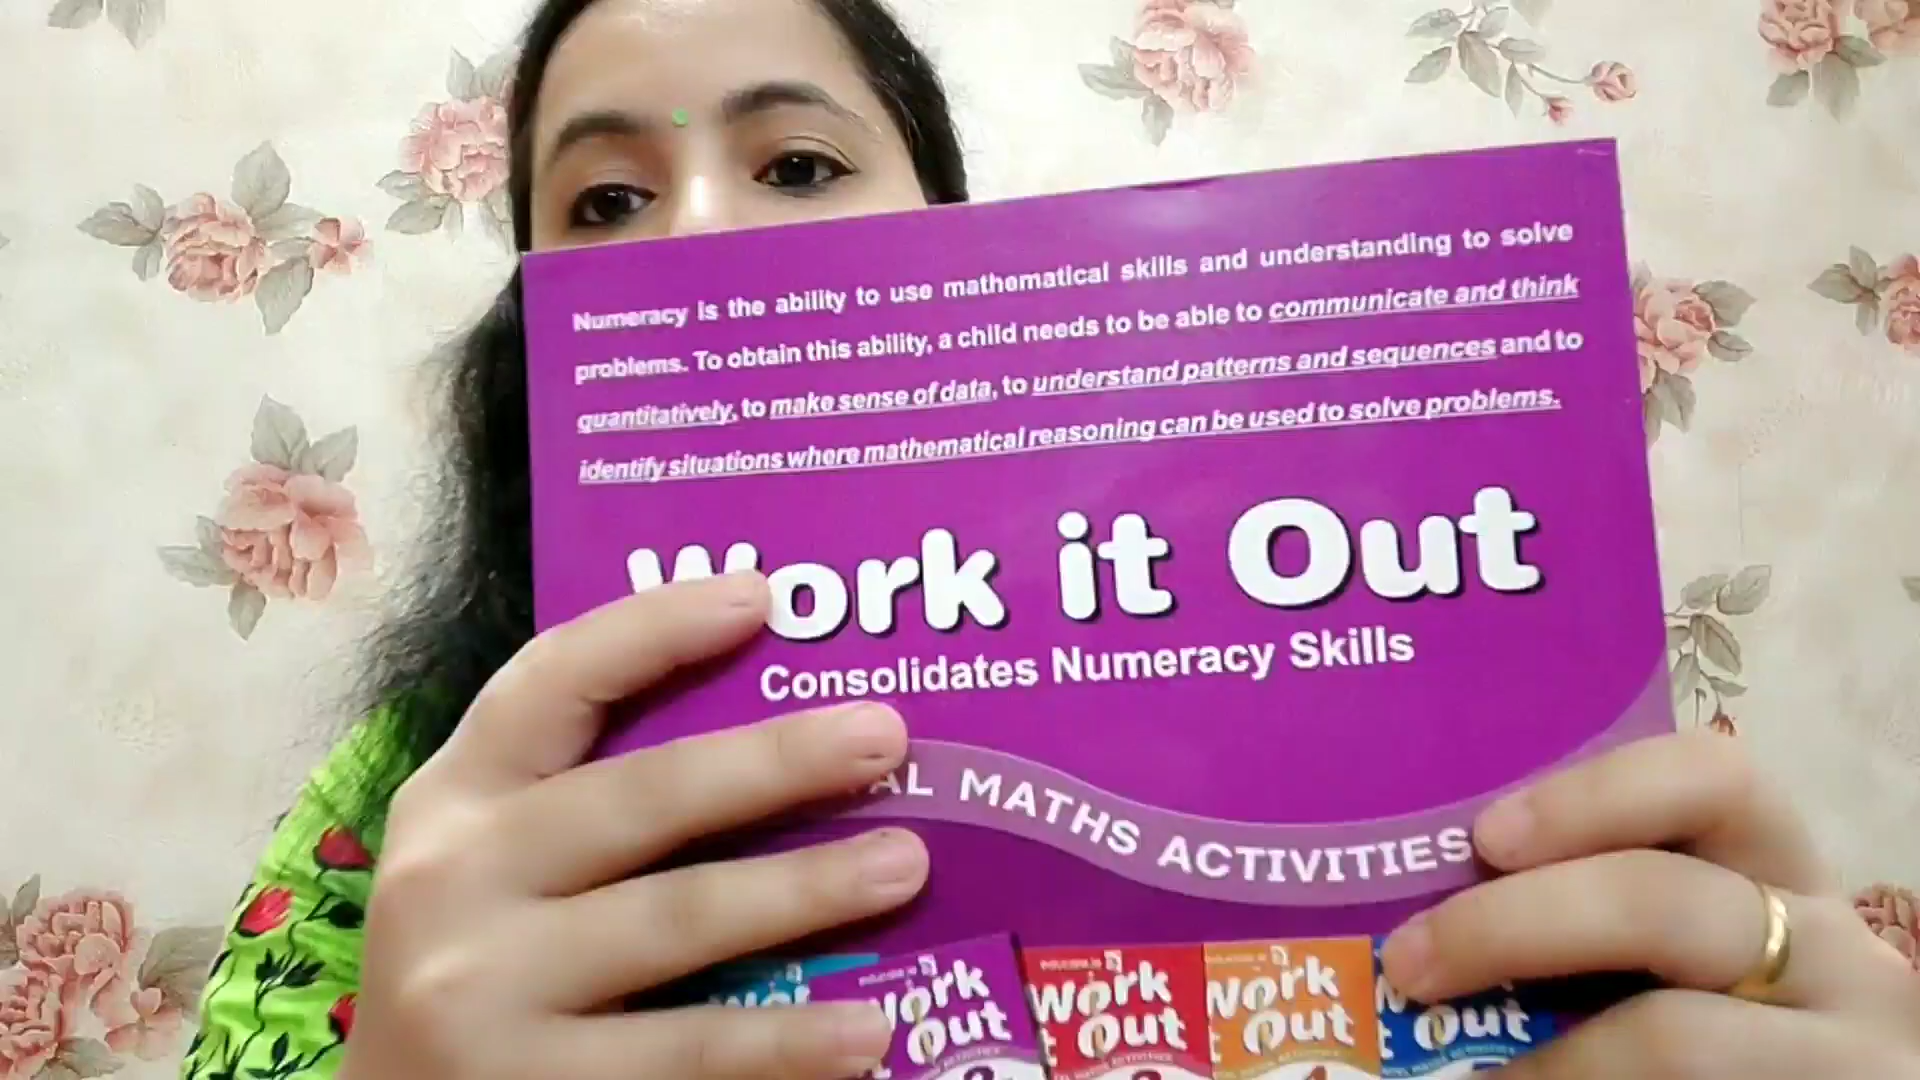 Numeracy is the ability to use mathematical skills and understanding to solve
problems. To obtain this ability, a child needs to be able to communicate and think
quantitatively, to make sense of data, to understand patterns and sequences and to
identify situations where mathematical reasoning can be used to solve problems.
Work it Out
Consolidates Numeracy Skills
AL MATHS ACTIVITIES
Work
Out
Work
Out
Work
Out
Out